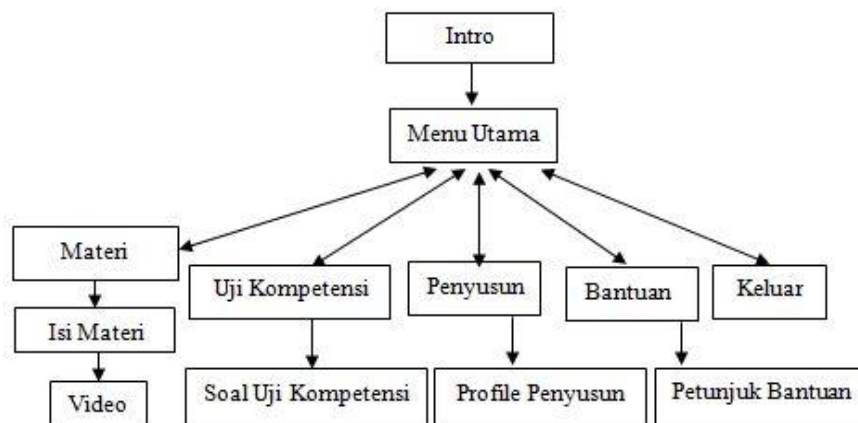 Intro
Menu Utama
Materi
Uji Kompetensi
Penyusun
Bantuan
Keluar
Isi Materi
Video
Soal Uji Kompetensi
Profile Penyusun
Petunjuk Bantuan